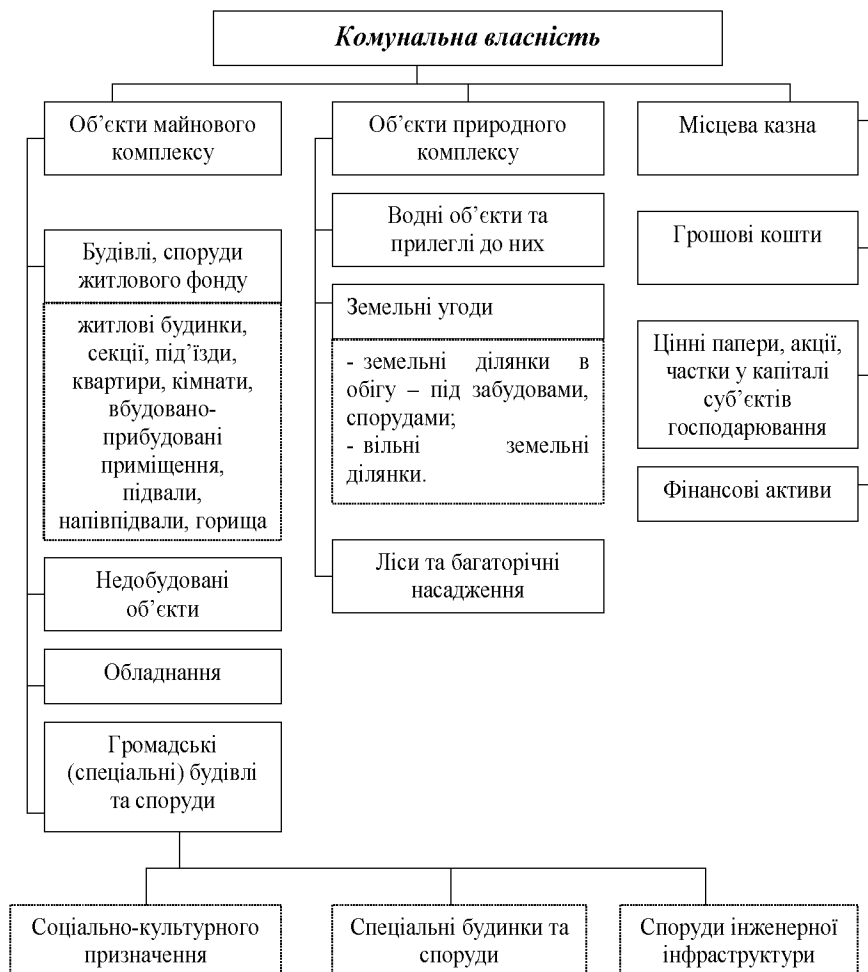 Комунальна власність
Об’єкти майнового
комплексу
Будівлі, споруди
житлового фонду
житлові будинки,
секції, під’їзди,
квартири, кімнати,
вбудовано-
прибудовані
приміщення,
підвали,
напівпідвали, горища
Недобудовані
об’єкти
Обладнання
Громадські
(спеціальні) будівлі
та споруди
Об’єкти природного
комплексу
Водні об’єкти та
прилеглі до них
Земельні угоди
- земельні ділянки в
обігу – під забудовами,
спорудами;
- вільні земельні
ділянки.
Ліси та багаторічні
насадження
Місцева казна
Грошові кошти
Цінні папери, акції,
частки у капіталі
суб’єктів
господарювання
Фінансові активи
Соціально-культурного
призначення
Спеціальні будинки та
споруди
Споруди інженерної
інфраструктури